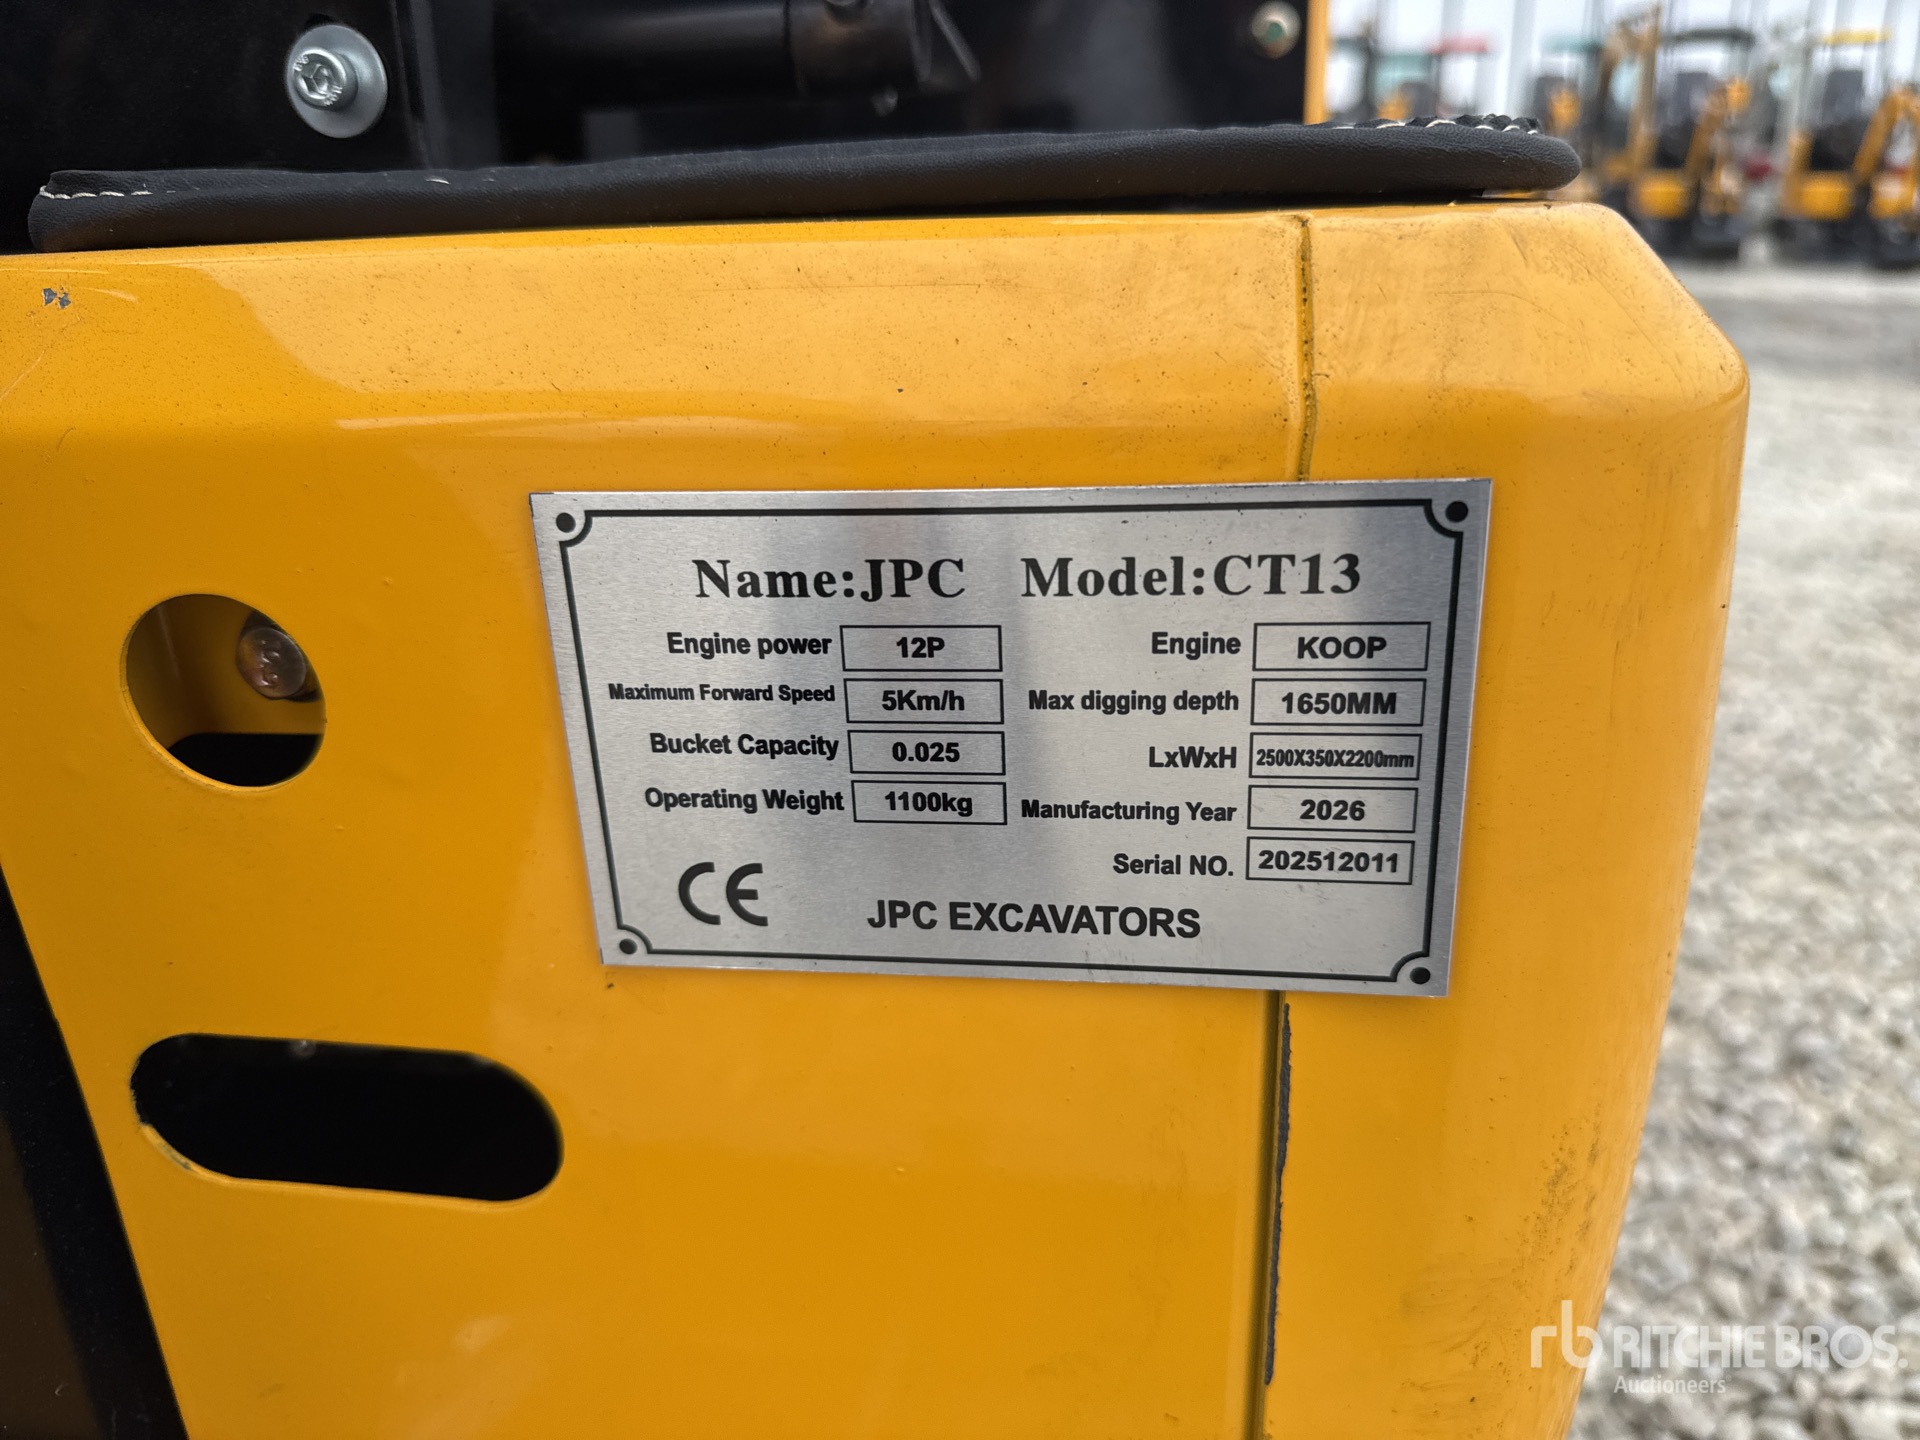 Name:JPC Model:CT13
Engine power 12P Engine KOOP
Maximum Forward Speed 5Km/h Max digging depth 1650MM
Bucket Capacity 0.025 LxWxH 2500X350X2200mm
Operating Weight 1100kg Manufacturing Year 2026
Serial NO. 202512011
CE JPC EXCAVATORS
rb RITCHIE BROS.
Auctioneers